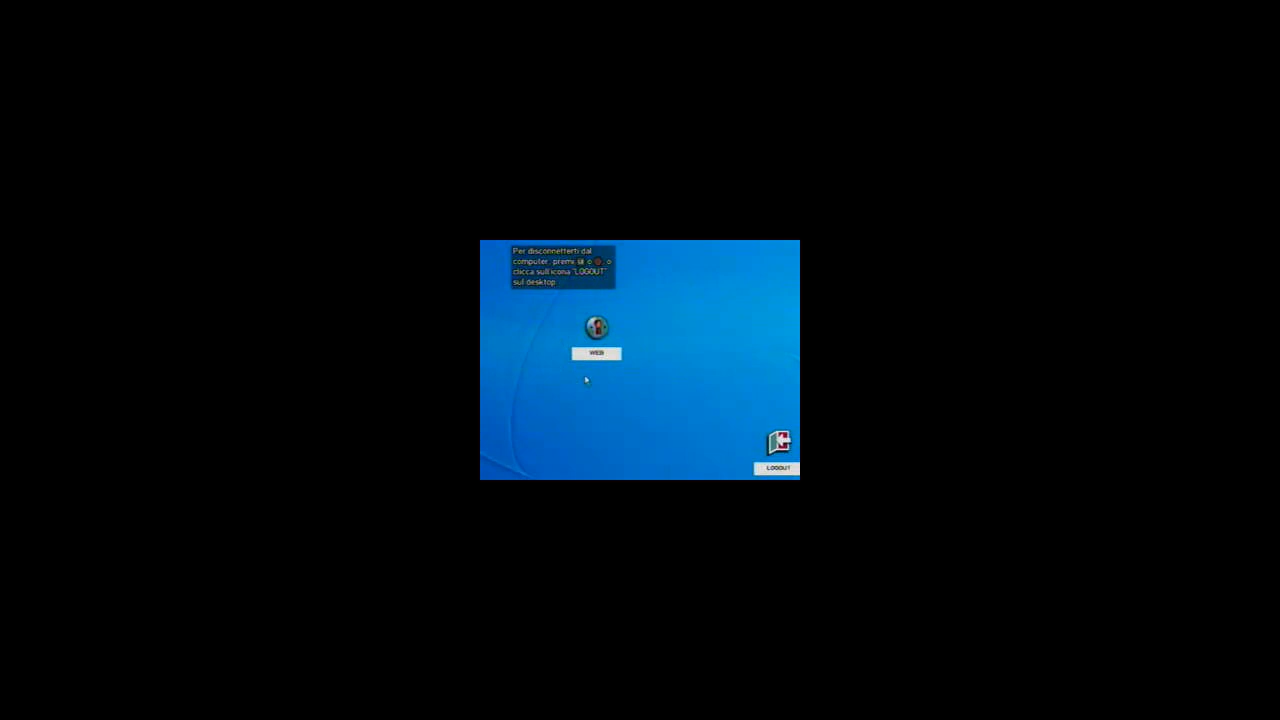 Per disconnetterti dal
computer, premi o
clicca sull'icona "LOGOUT"
sul desktop
WEB
LOGOUT